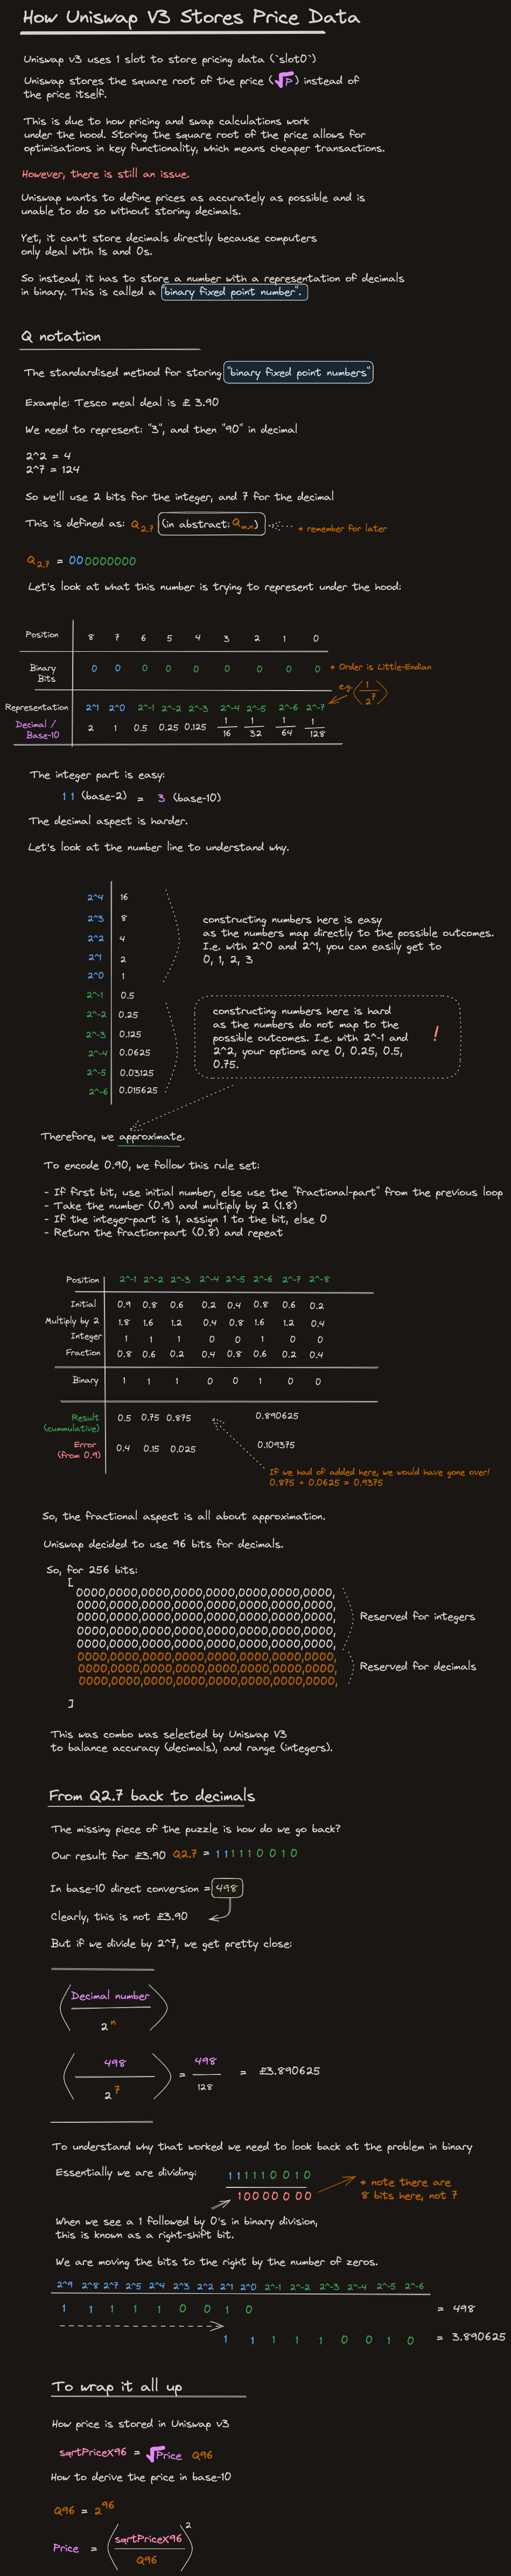 How Uniswap V3 Stores Price Data
Uniswap v3 uses 1 slot to store pricing data (`slot0`)
Uniswap stores the square root of the price (√P) instead of
the price itself.
This is due to how pricing and swap calculations work
under the hood. Storing the square root of the price allows for
optimisations in key functionality, which means cheaper transactions.
However, there is still an issue.
Uniswap wants to define prices as accurately as possible and is
unable to do so without storing decimals.
Yet, it can't store decimals directly because computers
only deal with 1s and 0s.
So instead, it has to store a number with a representation of decimals
in binary. This is called a "binary fixed point number".
Q notation
The standardised method for storing "binary fixed point numbers"
Example: Tesco meal deal is £ 3.90
We need to represent: "3", and then "90" in decimal
2^2 = 4
2^7 = 124
So we'll use 2 bits for the integer, and 7 for the decimal
This is defined as: Q2.7 (in abstract: Qm.n) * remember for later
Q2.7 = 000000000
Let's look at what this number is trying to represent under the hood:
Position 8 7 6 5 4 3 2 1 0
Binary Bits 0 0 0 0 0 0 0 0 0 * Order is Little-Endian
e.g. (1/2^7)
Representation 2^1 2^0 2^-1 2^-2 2^-3 2^-4 2^-5 2^-6 2^-7
Decimal / Base-10 2 1 0.5 0.25 0.125 1/16 1/32 1/64 1/128
The integer part is easy:
1 1 (base-2) = 3 (base-10)
The decimal aspect is harder.
Let's look at the number line to understand why.
2^4 16
2^3 8
2^2 4
2^1 2
2^0 1
2^-1 0.5
2^-2 0.25
2^-3 0.125
2^-4 0.0625
2^-5 0.03125
2^-6 0.015625
constructing numbers here is easy
as the numbers map directly to the possible outcomes.
I.e. with 2^0 and 2^1, you can easily get to
0, 1, 2, 3
constructing numbers here is hard
as the numbers do not map to the
possible outcomes. I.e. with 2^-1 and
2^2, your options are 0, 0.25, 0.5,
0.75.
!
Therefore, we approximate.
To encode 0.90, we follow this rule set:
- If first bit, use initial number, else use the "fractional-part" from the previous loop
- Take the number (0.9) and multiply by 2 (1.8)
- If the integer-part is 1, assign 1 to the bit, else 0
- Return the fraction-part (0.8) and repeat
Position 2^-1 2^-2 2^-3 2^-4 2^-5 2^-6 2^-7 2^-8
Initial 0.9 0.8 0.6 0.2 0.4 0.8 0.6 0.2
Multiply by 2 1.8 1.6 1.2 0.4 0.8 1.6 1.2 0.4
Integer 1 1 1 0 0 1 0 0
Fraction 0.8 0.6 0.2 0.4 0.8 0.6 0.2 0.4
Binary 1 1 1 0 0 1 0 0
Result (cummulative) 0.5 0.75 0.875 0.890625
Error (from 0.9) 0.4 0.15 0.025 0.109375
If we had of added here, we would have gone over!
0.875 + 0.0625 = 0.9375
So, the fractional aspect is all about approximation.
Uniswap decided to use 96 bits for decimals.
So, for 256 bits:
[
0000,0000,0000,0000,0000,0000,0000,0000,
0000,0000,0000,0000,0000,0000,0000,0000,
0000,0000,0000,0000,0000,0000,0000,0000,
0000,0000,0000,0000,0000,0000,0000,0000,
0000,0000,0000,0000,0000,0000,0000,0000,
0000,0000,0000,0000,0000,0000,0000,0000,
0000,0000,0000,0000,0000,0000,0000,0000,
0000,0000,0000,0000,0000,0000,0000,0000,
]
Reserved for integers
Reserved for decimals
This was combo was selected by Uniswap V3
to balance accuracy (decimals), and range (integers).
From Q2.7 back to decimals
The missing piece of the puzzle is how do we go back?
Our result for £3.90 Q2.7 = 1 1 1 1 1 0 0 1 0
In base-10 direct conversion = 498
Clearly, this is not £3.90
But if we divide by 2^7, we get pretty close:
(Decimal number / 2^n)
(498 / 2^7) = 498/128 = £3.890625
To understand why that worked we need to look back at the problem in binary
Essentially we are dividing: 1 1 1 1 1 0 0 1 0
1 0 0 0 0 0 0 0
* note there are
8 bits here, not 7
When we see a 1 followed by 0's in binary division,
this is known as a right-shift bit.
We are moving the bits to the right by the number of zeros.
2^9 2^8 2^7 2^5 2^4 2^3 2^2 2^1 2^0 2^-1 2^-2 2^-3 2^-4 2^-5 2^-6
1 1 1 1 1 0 0 1 0 = 498
1 1 1 1 1 0 0 1 0 = 3.890625
To wrap it all up
How price is stored in Uniswap v3
sqrtPriceX96 = √Price Q96
How to derive the price in base-10
Q96 = 2^96
Price = (sqrtPriceX96 / Q96)^2